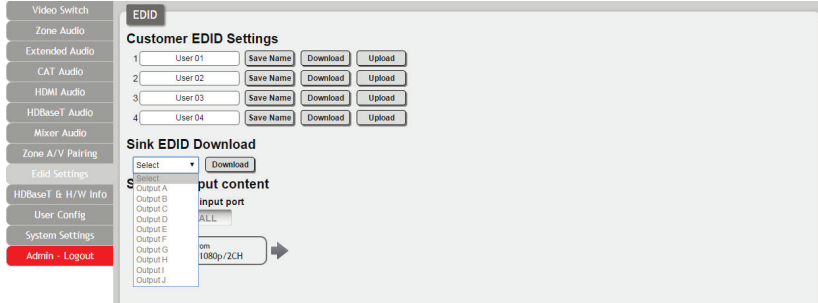 Video Switch
Zone Audio
Extended Audio
CAT Audio
HDMI Audio
HDBaseT Audio
Mixer Audio
Zone A/V Pairing
Edid Settings
HDBaseT & H/W Info
User Config
System Settings
Admin - Logout
EDID
Customer EDID Settings
1 User 01 Save Name Download Upload
2 User 02 Save Name Download Upload
3 User 03 Save Name Download Upload
4 User 04 Save Name Download Upload
Sink EDID Download
Select Download
Select
Output A
Output B
Output C
Output D
Output E
Output F
Output G
Output H
Output I
Output J
S put content
input port
ALL
om
1080p/2CH